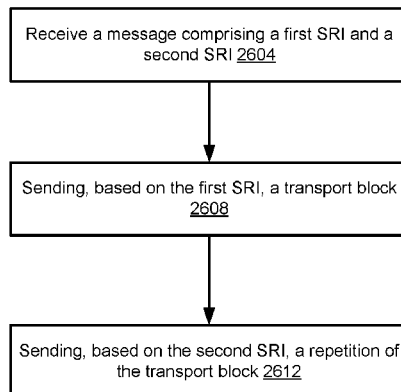 Receive a message comprising a first SRI and a
second SRI 2604
Sending, based on the first SRI, a transport block
2608
Sending, based on the second SRI, a repetition of
the transport block 2612